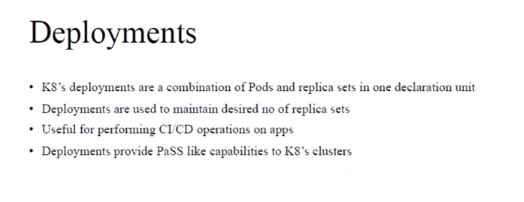 Deployments
• K8's deployments are a combination of Pods and replica sets in one declaration unit
• Deployments are used to maintain desired no of replica sets
• Useful for performing CI/CD operations on apps
• Deployments provide PaSS like capabilities to K8's clusters